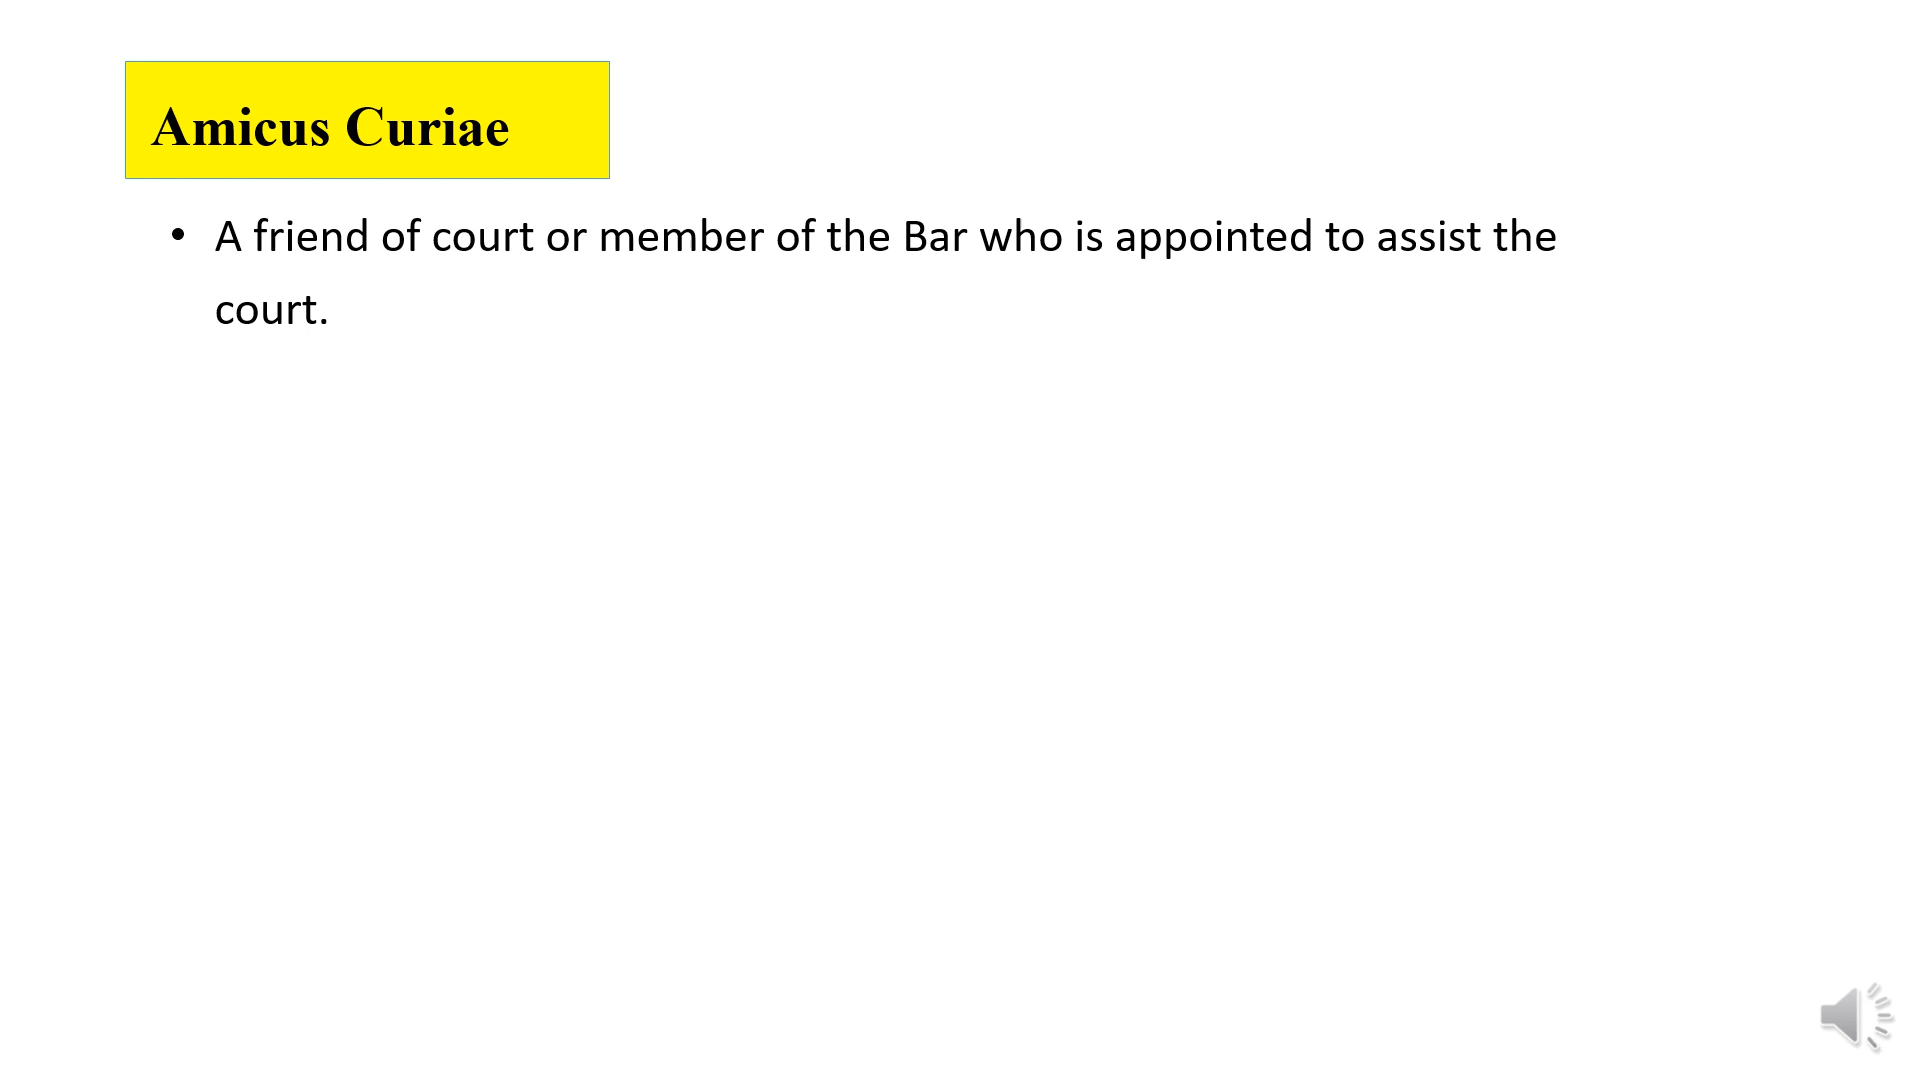 Amicus Curiae
• A friend of court or member of the Bar who is appointed to assist the
court.